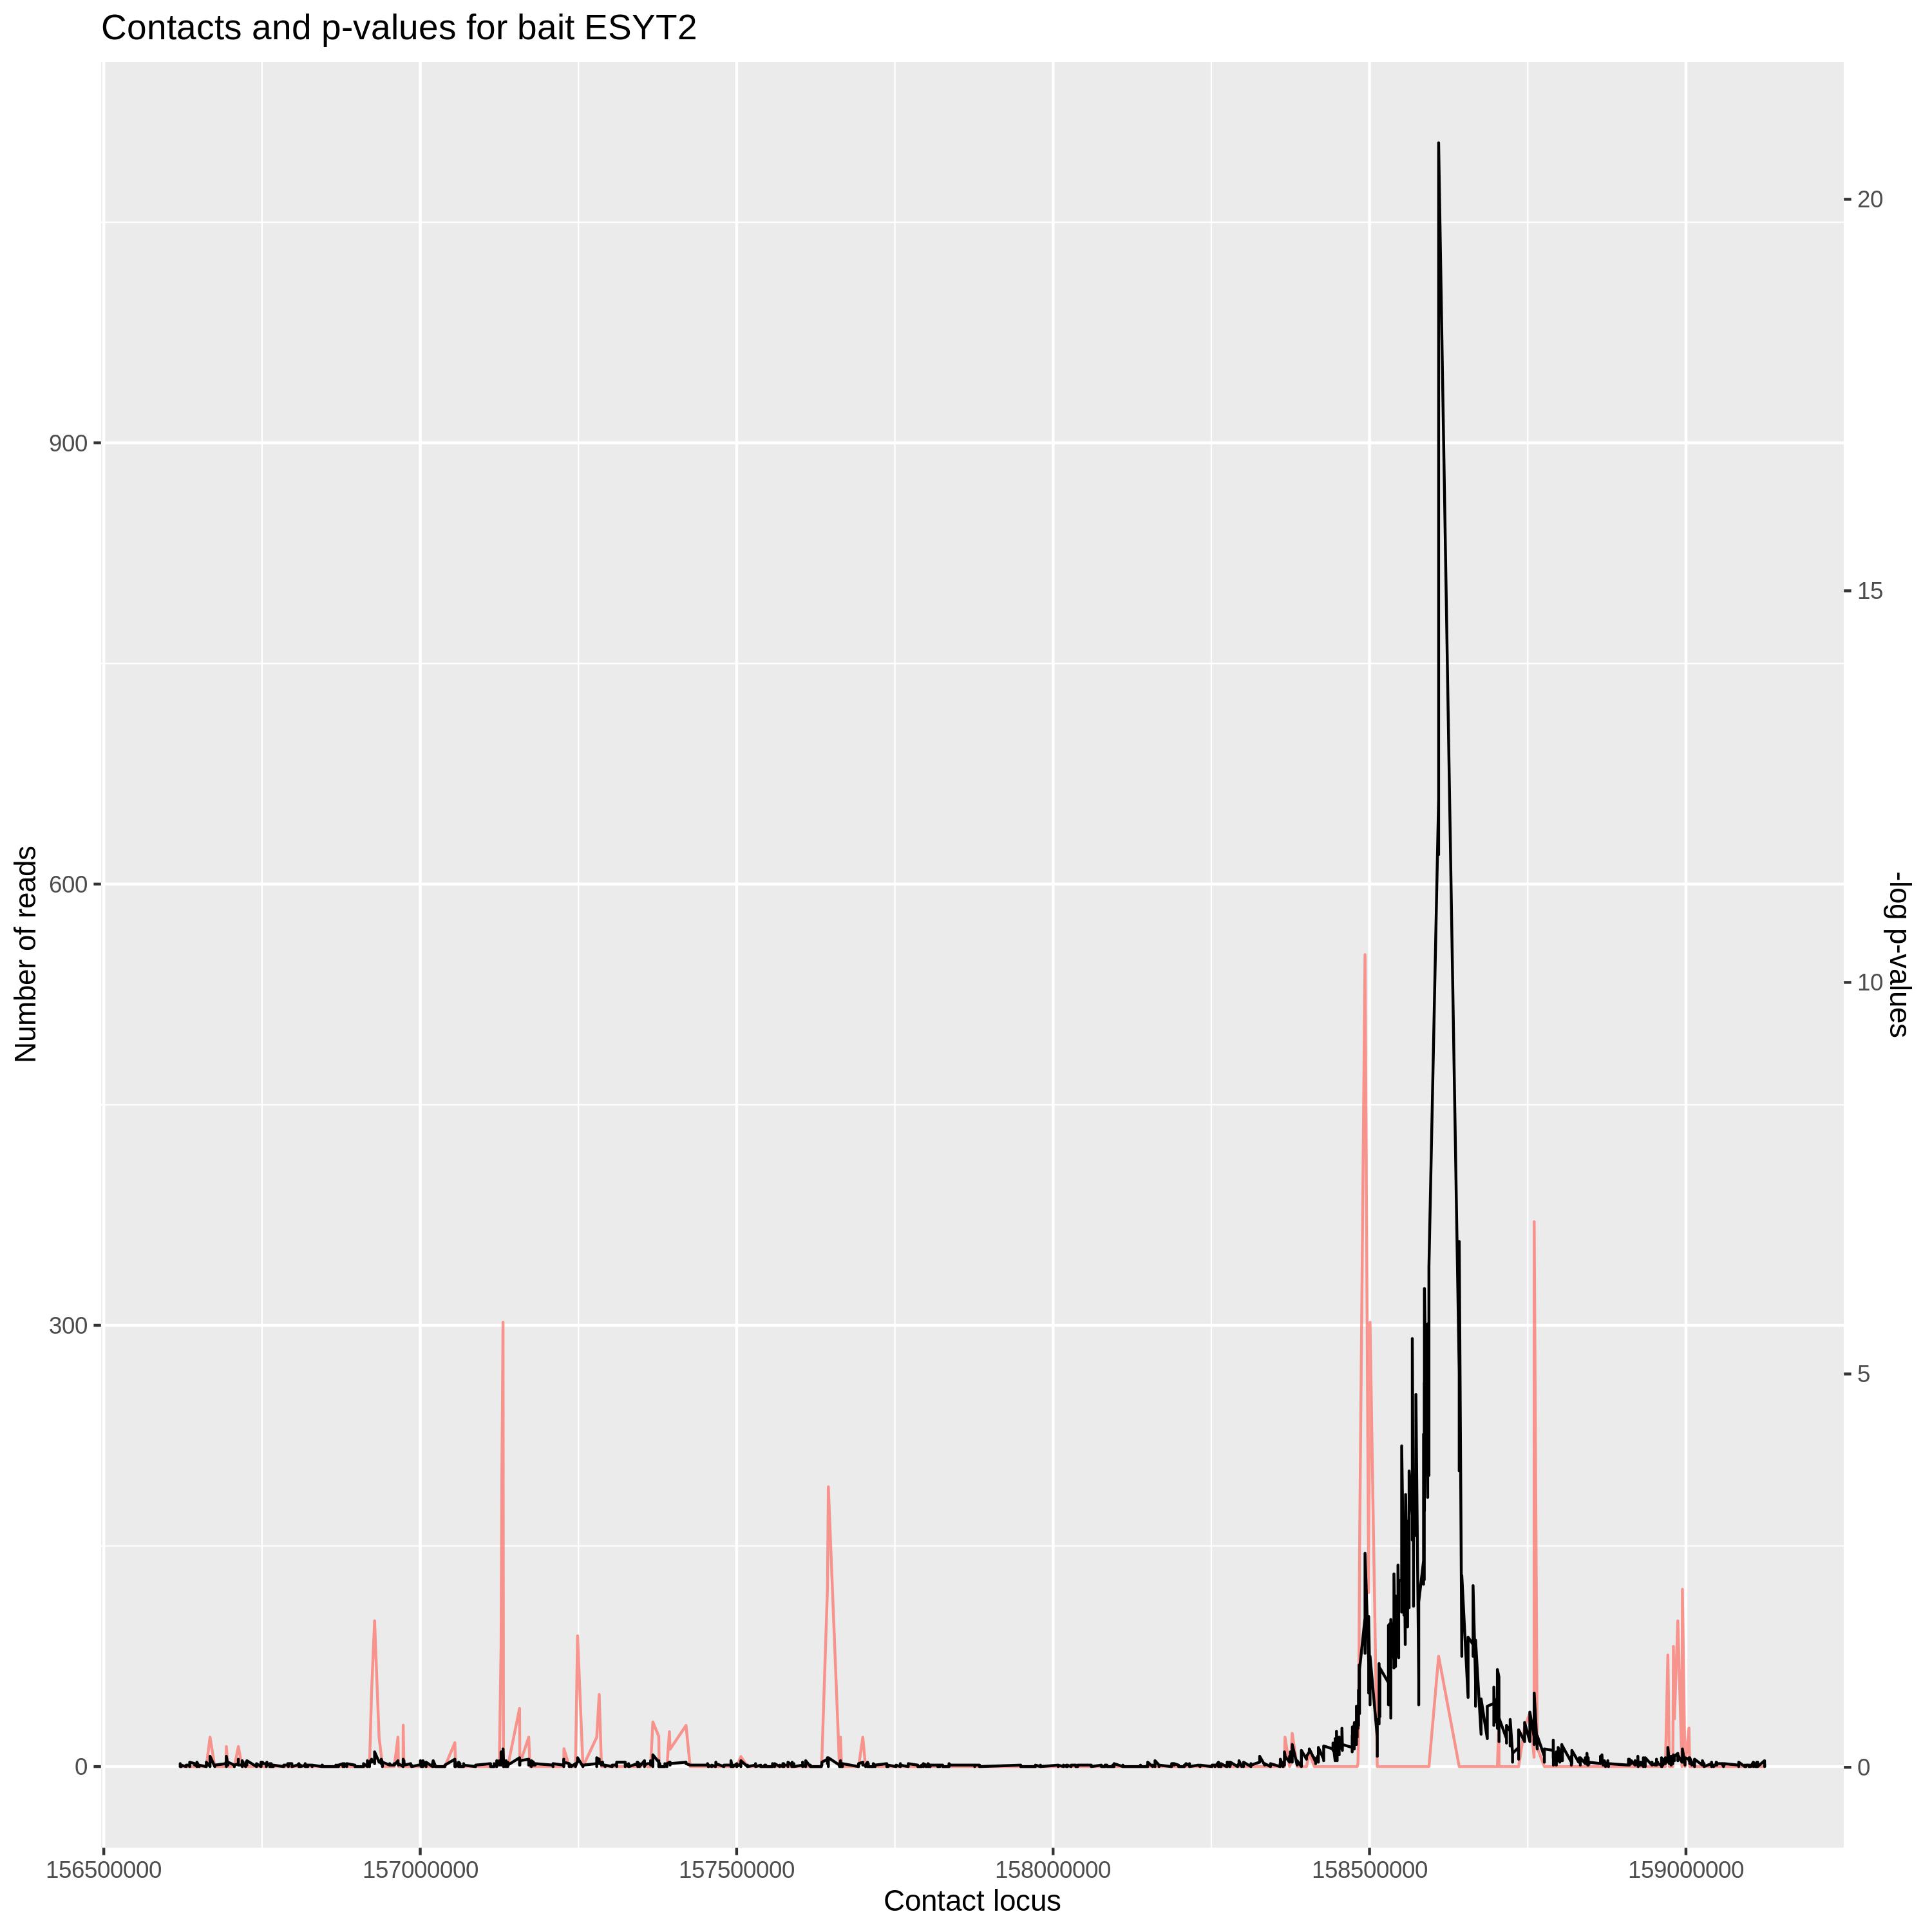 Contacts and p-values for bait ESYT2
20
900
15
Number of reads
600
-log p-values
10
300
5
0
0
156500000 157000000 157500000 158000000 158500000 159000000
Contact locus